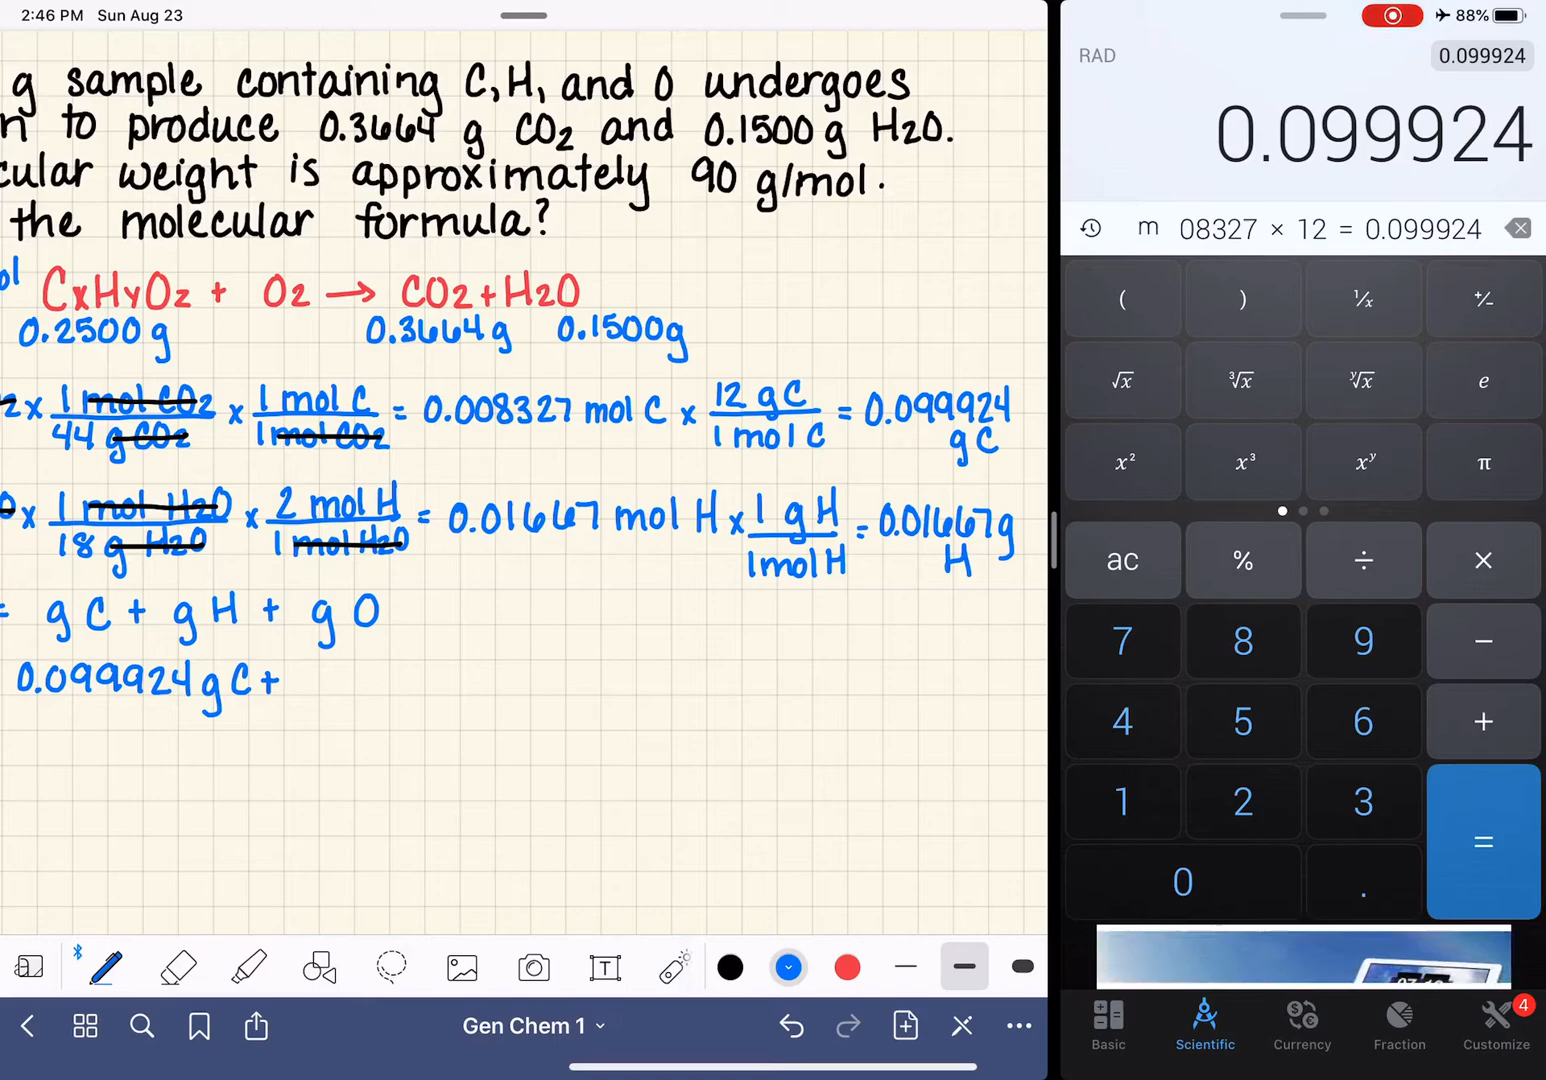 2:46 PM Sun Aug 23
g sample containing C, H, and O undergoes
n to produce 0.3664 g CO2 and 0.1500 g H2O.
cular weight is approximately 90 g/mol.
the molecular formula?
ol CxHyOz + O2 → CO2 + H2O
0.2500 g 0.3664 g 0.1500 g
2 x 1 mol CO2 / 44 g CO2 x 1 mol C / 1 mol CO2 = 0.008327 mol C x 12 g C / 1 mol C = 0.099924 g C
O x 1 mol H2O / 18 g H2O x 2 mol H / 1 mol H2O = 0.01667 mol H x 1 g H / 1 mol H = 0.01667 g H
= g C + g H + g O
0.099924 g C +
T
Gen Chem 1
88%
RAD 0.099924
0.099924
m 08327 × 12 = 0.099924
( ) 1/x +/-
√x ∛x y√x e
x² x³ xʸ π
ac % ÷ ×
7 8 9 −
4 5 6 +
1 2 3 =
0 .
4
Basic Scientific Currency Fraction Customize